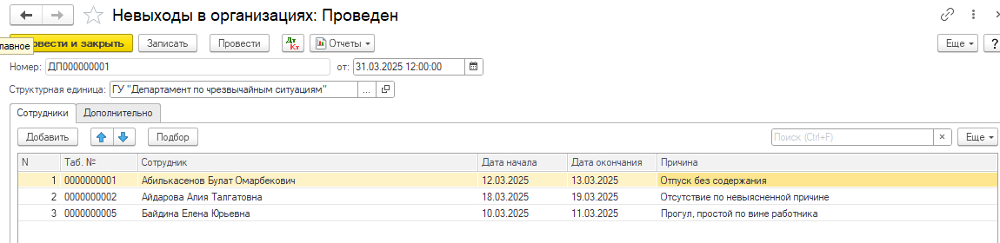 Невыходы в организациях: Проведен
лавное
овести и закрыть Записать Провести Дт Кт Отчеты Еще ?
Номер: ДП000000001 от: 31.03.2025 12:00:00
Структурная единица: ГУ "Департамент по чрезвычайным ситуациям" ...
Сотрудники Дополнительно
Добавить Подбор Поиск (Ctrl+F) × Еще
N Таб. № Сотрудник Дата начала Дата окончания Причина
1 0000000001 Абилькасенов Булат Омарбекович 12.03.2025 13.03.2025 Отпуск без содержания
2 0000000002 Айдарова Алия Талгатовна 18.03.2025 19.03.2025 Отсутствие по невыясненной причине
3 0000000005 Байдина Елена Юрьевна 10.03.2025 11.03.2025 Прогул, простой по вине работника